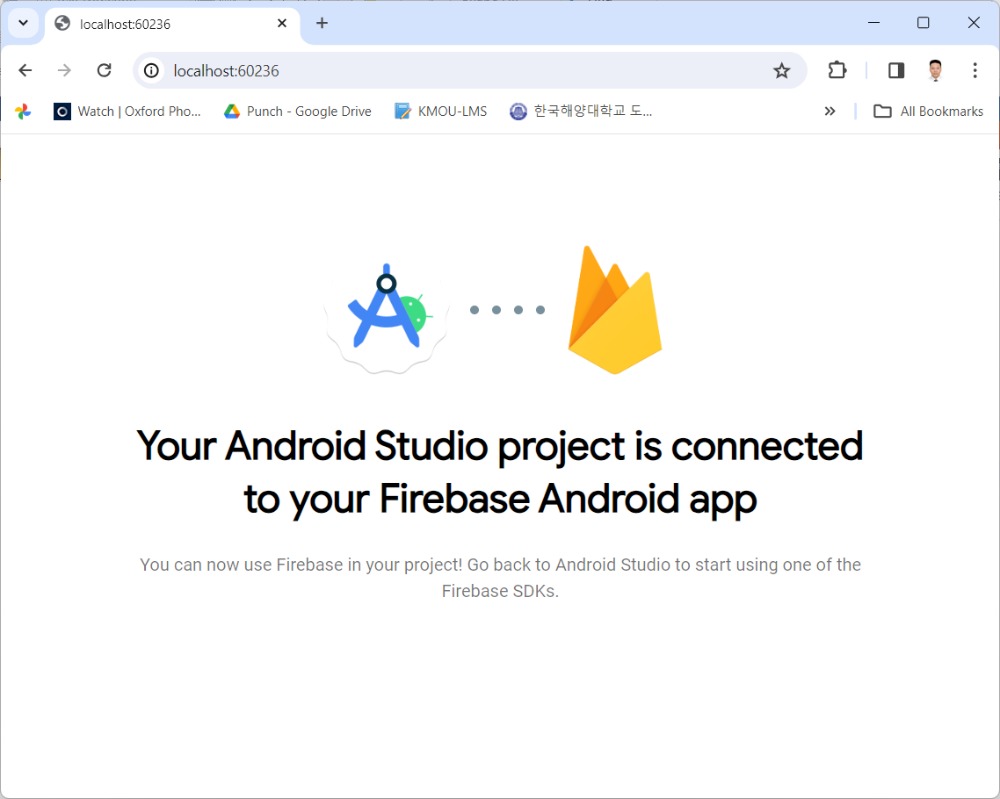 localhost:60236
localhost:60236
Watch | Oxford Pho...
Punch - Google Drive
KMOU-LMS
한국해양대학교 도...
All Bookmarks
Your Android Studio project is connected
to your Firebase Android app
You can now use Firebase in your project! Go back to Android Studio to start using one of the
Firebase SDKs.